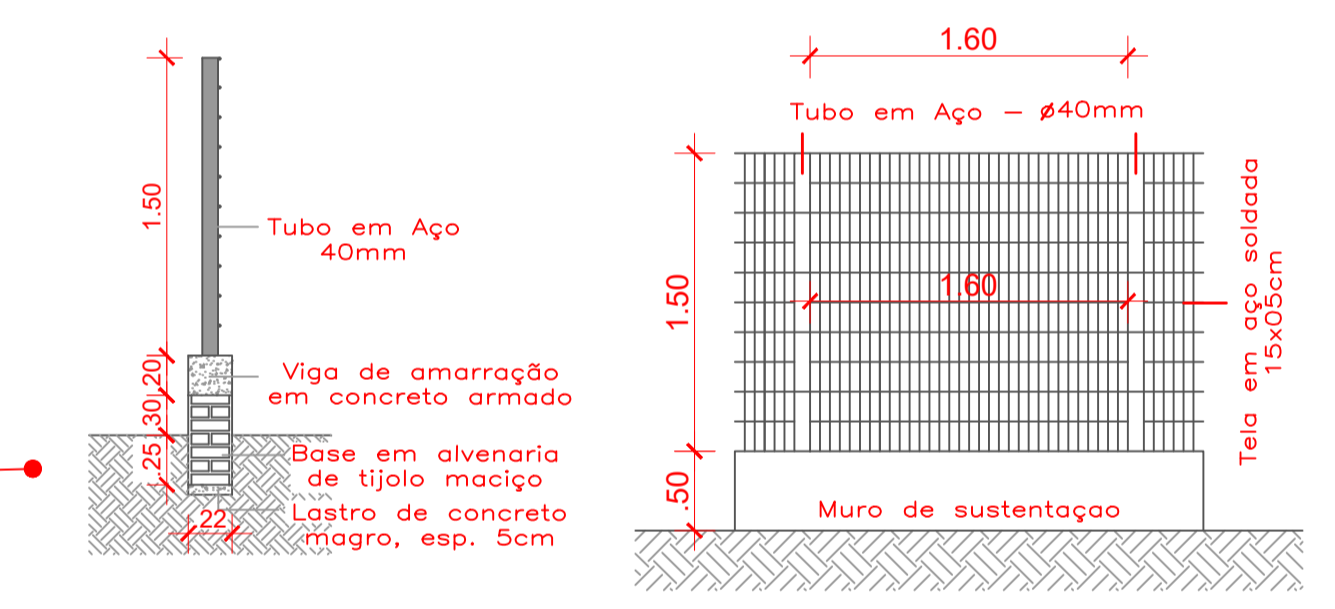 1.50
Tubo em Aço
40mm
.20
Viga de amarração
em concreto armado
.30
.25
Base em alvenaria
de tijolo maciço
Lastro de concreto
magro, esp. 5cm
.22
1.60
Tubo em Aço - ø40mm
1.50
1.60
Tela em aço soldada
15x05cm
.50
Muro de sustentaçao